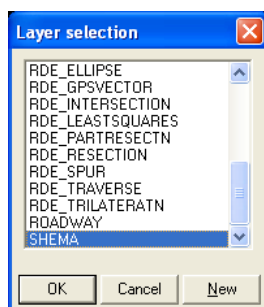 Layer selection
RDE_ELLIPSE
RDE_GPSVECTOR
RDE_INTERSECTION
RDE_LEASTSQUARES
RDE_PARTRESECTN
RDE_RESECTION
RDE_SPUR
RDE_TRAVERSE
RDE_TRILATERATN
ROADWAY
SHEMA
OK Cancel New